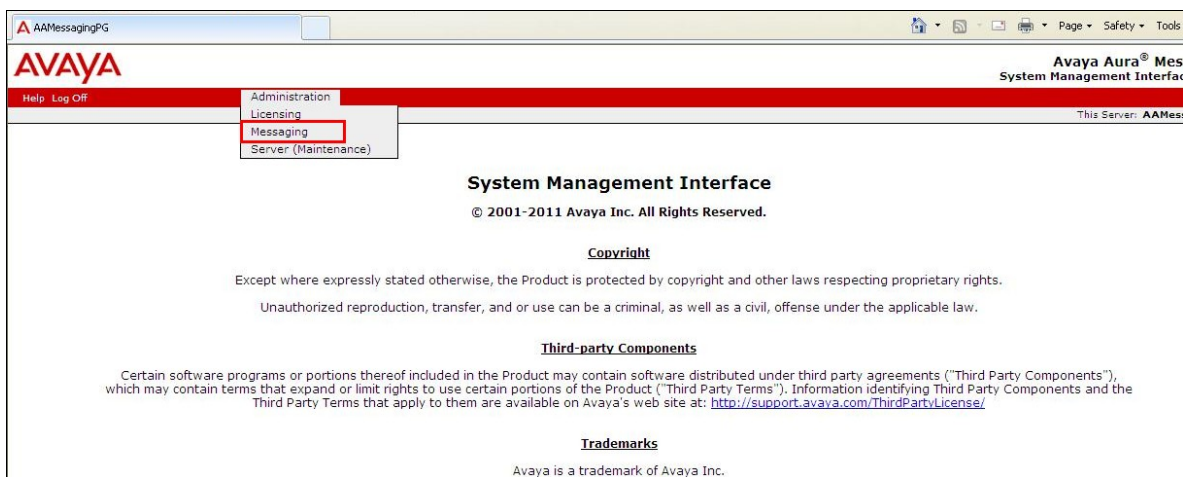 AAMessagingPG
Page Safety Tools
AVAYA
Avaya Aura® Mes
System Management Interfac
Help Log Off
Administration
Licensing
Messaging
Server (Maintenance)
This Server: AAMess
System Management Interface
© 2001-2011 Avaya Inc. All Rights Reserved.
Copyright
Except where expressly stated otherwise, the Product is protected by copyright and other laws respecting proprietary rights.
Unauthorized reproduction, transfer, and or use can be a criminal, as well as a civil, offense under the applicable law.
Third-party Components
Certain software programs or portions thereof included in the Product may contain software distributed under third party agreements ("Third Party Components"),
which may contain terms that expand or limit rights to use certain portions of the Product ("Third Party Terms"). Information identifying Third Party Components and the
Third Party Terms that apply to them are available on Avaya's web site at: http://support.avaya.com/ThirdPartyLicense/
Trademarks
Avaya is a trademark of Avaya Inc.